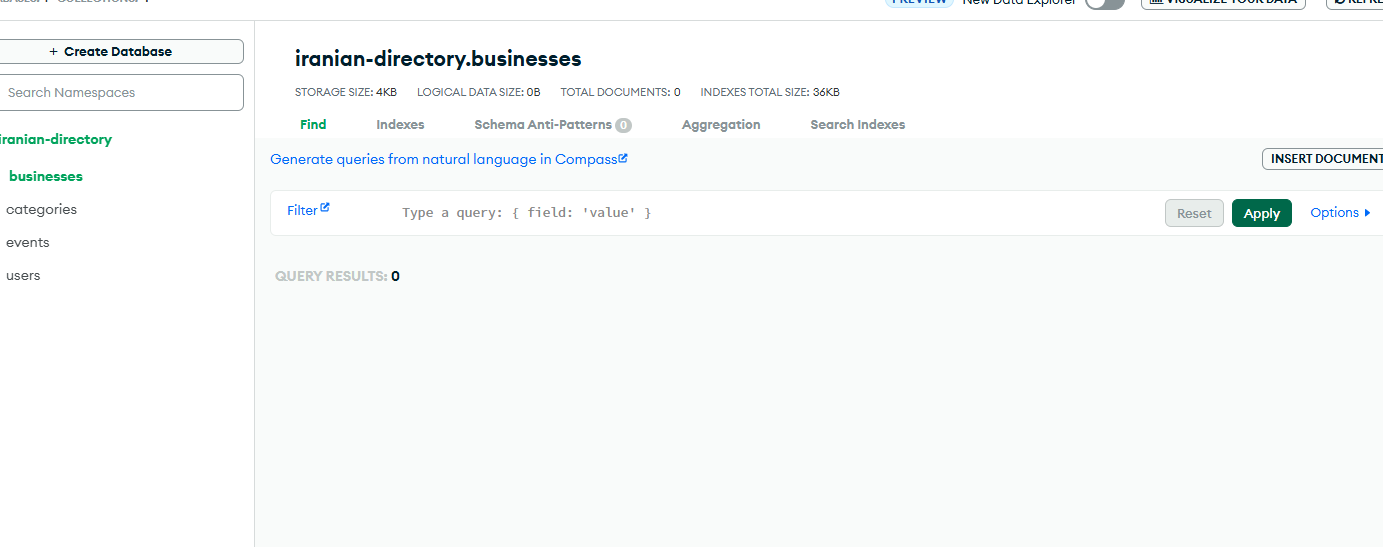 PREVIEW New Data Explorer VISUALIZE YOUR DATA
+ Create Database
Search Namespaces
iranian-directory
businesses
categories
events
users
iranian-directory.businesses
STORAGE SIZE: 4KB LOGICAL DATA SIZE: 0B TOTAL DOCUMENTS: 0 INDEXES TOTAL SIZE: 36KB
Find Indexes Schema Anti-Patterns 0 Aggregation Search Indexes
Generate queries from natural language in Compass
INSERT DOCUMENT
Filter Type a query: { field: 'value' } Reset Apply Options
QUERY RESULTS: 0